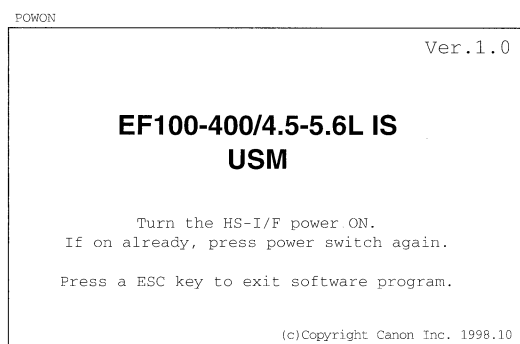 POWON
Ver.1.0
EF100-400/4.5-5.6L IS
USM
Turn the HS-I/F power ON.
If on already, press power switch again.
Press a ESC key to exit software program.
(c)Copyright Canon Inc. 1998.10